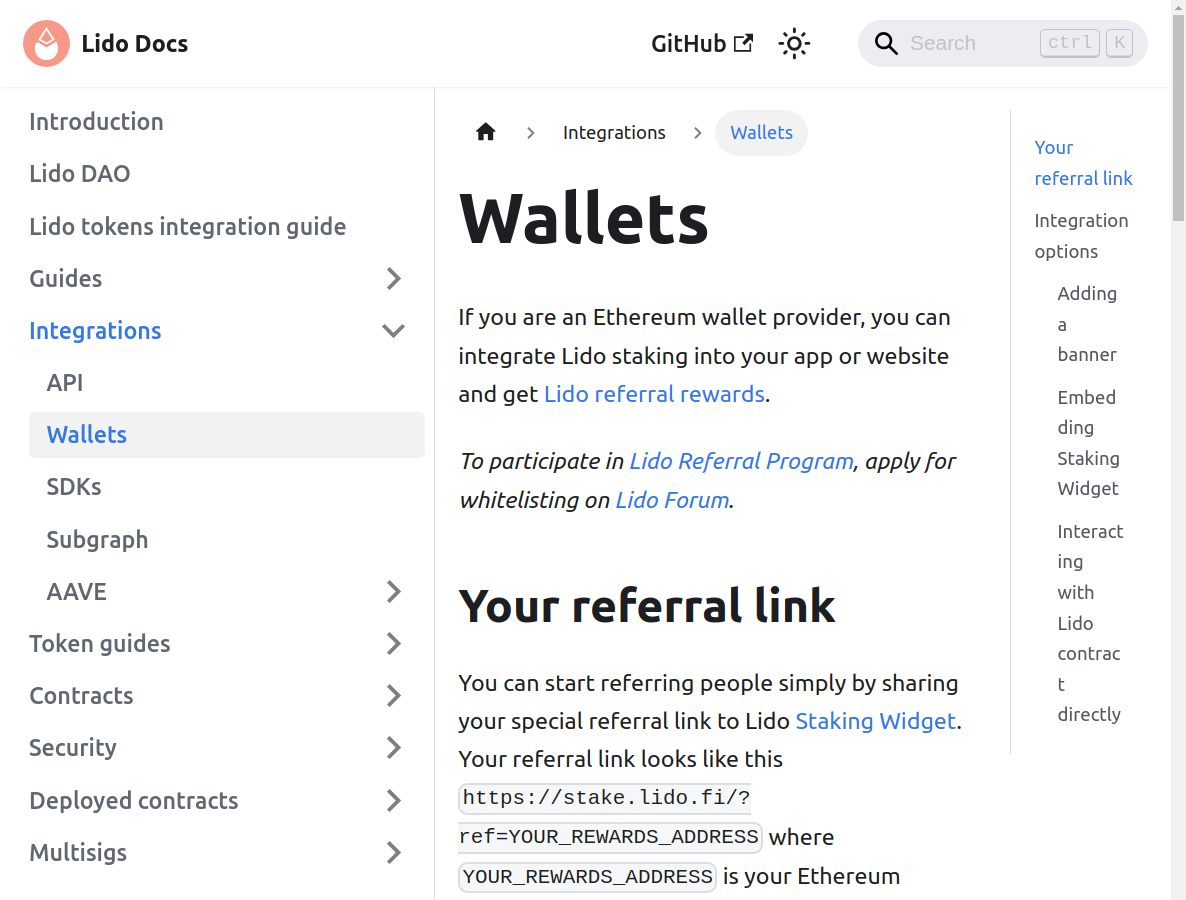 Lido Docs
GitHub
Search
ctrl K
Introduction
Lido DAO
Lido tokens integration guide
Guides
Integrations
API
Wallets
SDKs
Subgraph
AAVE
Token guides
Contracts
Security
Deployed contracts
Multisigs
Integrations
Wallets
Wallets
If you are an Ethereum wallet provider, you can
integrate Lido staking into your app or website
and get Lido referral rewards.
To participate in Lido Referral Program, apply for
whitelisting on Lido Forum.
Your referral link
You can start referring people simply by sharing
your special referral link to Lido Staking Widget.
Your referral link looks like this
https://stake.lido.fi/?
ref=YOUR_REWARDS_ADDRESS where
YOUR_REWARDS_ADDRESS is your Ethereum
Your
referral link
Integration
options
Adding
a
banner
Embed
ding
Staking
Widget
Interact
ing
with
Lido
contrac
t
directly